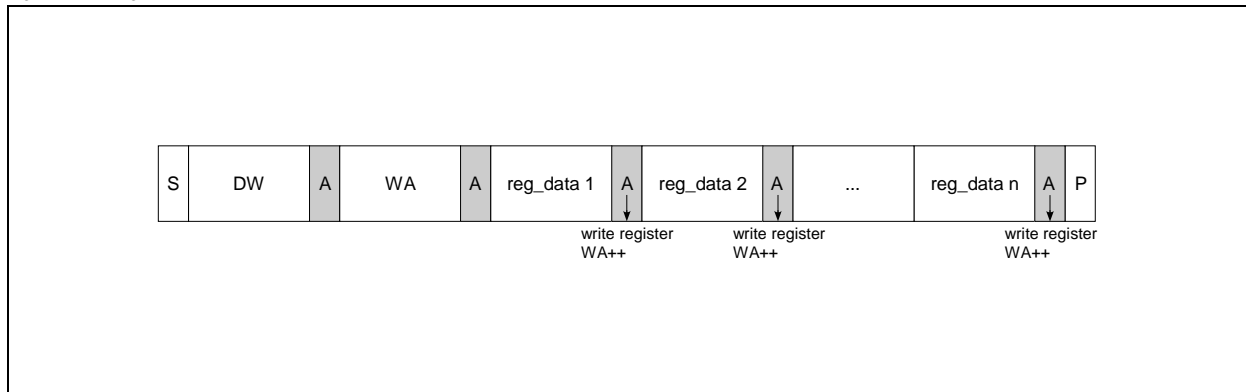 S DW A WA A reg_data 1 A reg_data 2 A ... reg_data n A P
write register write register write register
WA++ WA++ WA++